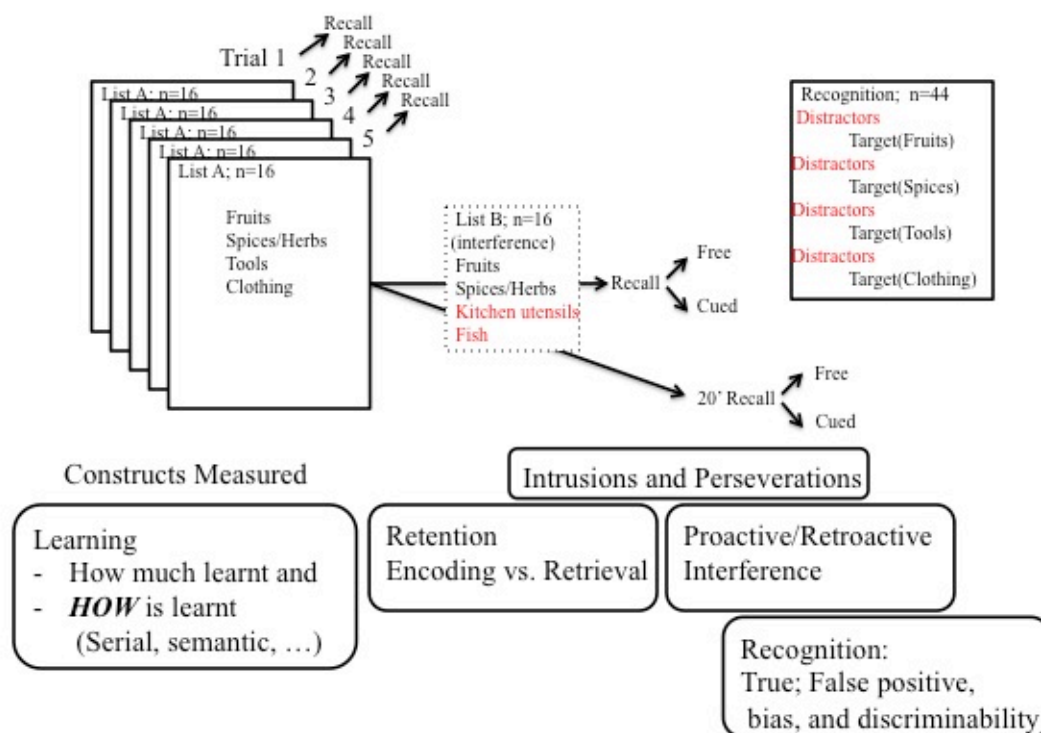 Trial 1
Recall
2
Recall
3
Recall
4
Recall
5
Recall
List A; n=16
List A; n=16
List A; n=16
List A; n=16
List A; n=16
Fruits
Spices/Herbs
Tools
Clothing
List B; n=16
(interference)
Fruits
Spices/Herbs
Kitchen utensils
Fish
Recall
Free
Cued
20’ Recall
Free
Cued
Recognition; n=44
Distractors
Target(Fruits)
Distractors
Target(Spices)
Distractors
Target(Tools)
Distractors
Target(Clothing)
Constructs Measured
Intrusions and Perseverations
Learning
- How much learnt and
- HOW is learnt
(Serial, semantic, …)
Retention
Encoding vs. Retrieval
Proactive/Retroactive
Interference
Recognition:
True; False positive,
bias, and discriminability